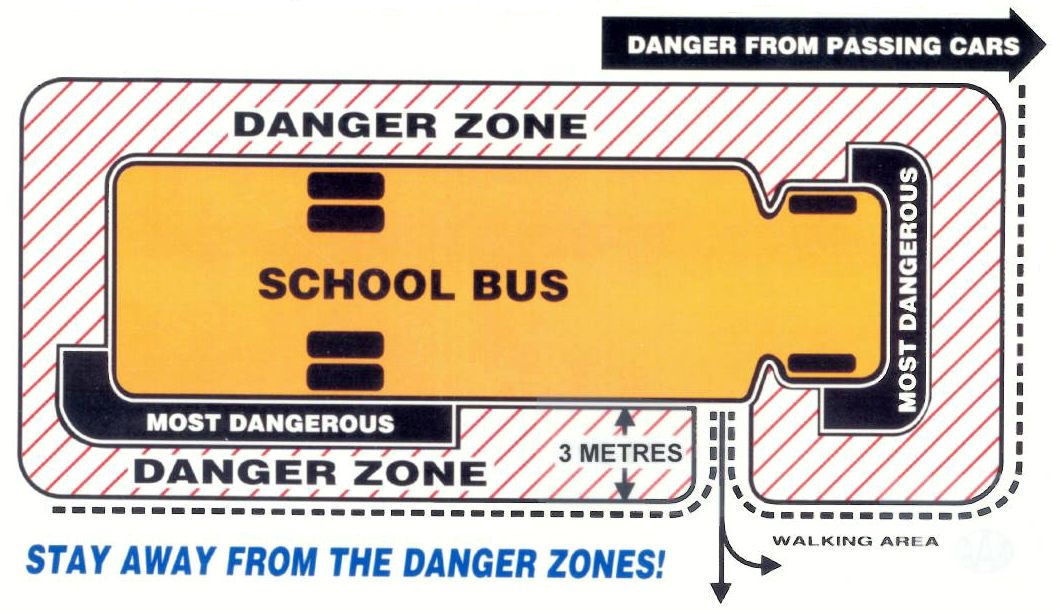 DANGER FROM PASSING CARS
DANGER ZONE
MOST DANGEROUS
SCHOOL BUS
MOST DANGEROUS
3 METRES
DANGER ZONE
WALKING AREA
STAY AWAY FROM THE DANGER ZONES!